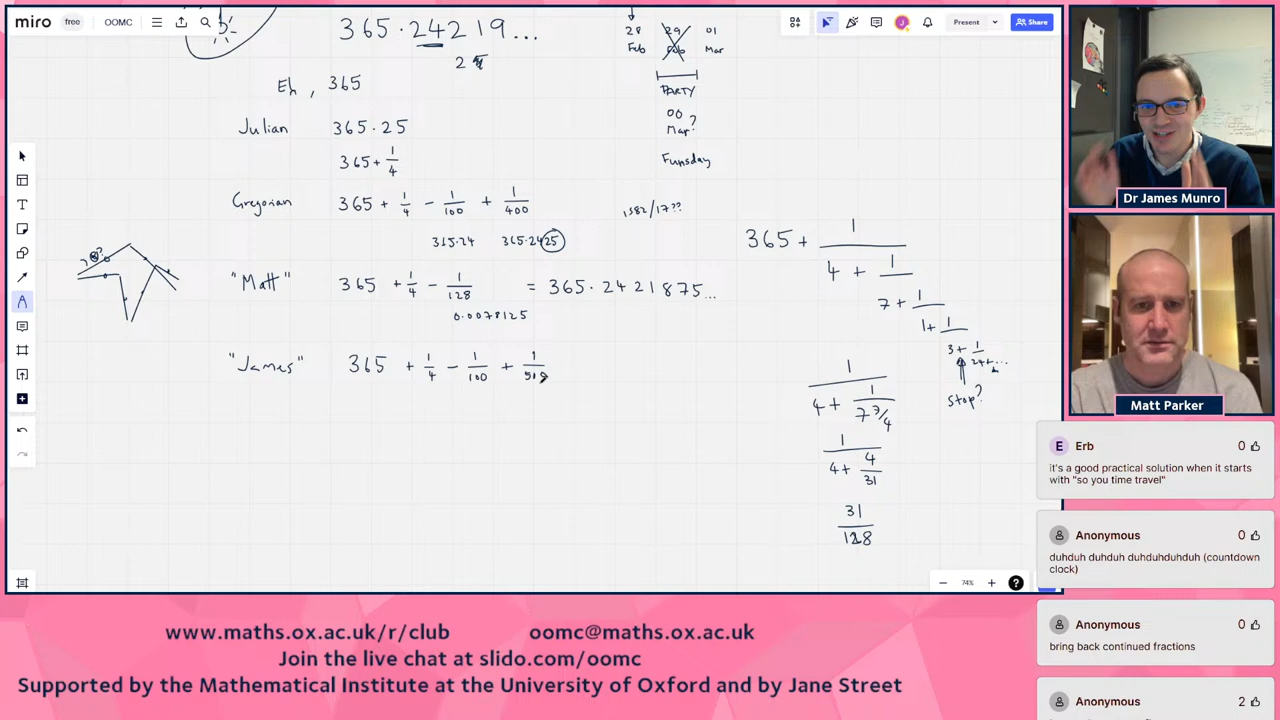 miro free OOMC Present Share
365.24219...
24
28 Feb 29 Feb 01 Mar
Eh, 365
PARTY
Julian 365.25
00 Mar?
365+1/4
Funsday
Gregorian 365 + 1/4 - 1/100 + 1/400
1582/17??
365.24 365.2425
365 + 1/(4 + 1/(7 + 1/(1 + 1/(3 + 1/(24+...)))))
"Matt" 365 + 1/4 - 1/128 = 365.2421875...
0.0078125
stop?
"James" 365 + 1/4 - 1/100 + 1/
1/(4 + 1/(7 3/4))
1/(4 + 4/31)
31/128
74%
Dr James Munro
Matt Parker
E Erb 0
it's a good practical solution when it starts
with "so you time travel"
Anonymous 0
duhduh duhduh duhduhduhduh (countdown
clock)
Anonymous 0
bring back continued fractions
Anonymous 2
www.maths.ox.ac.uk/r/club oomc@maths.ox.ac.uk
Join the live chat at slido.com/oomc
Supported by the Mathematical Institute at the University of Oxford and by Jane Street